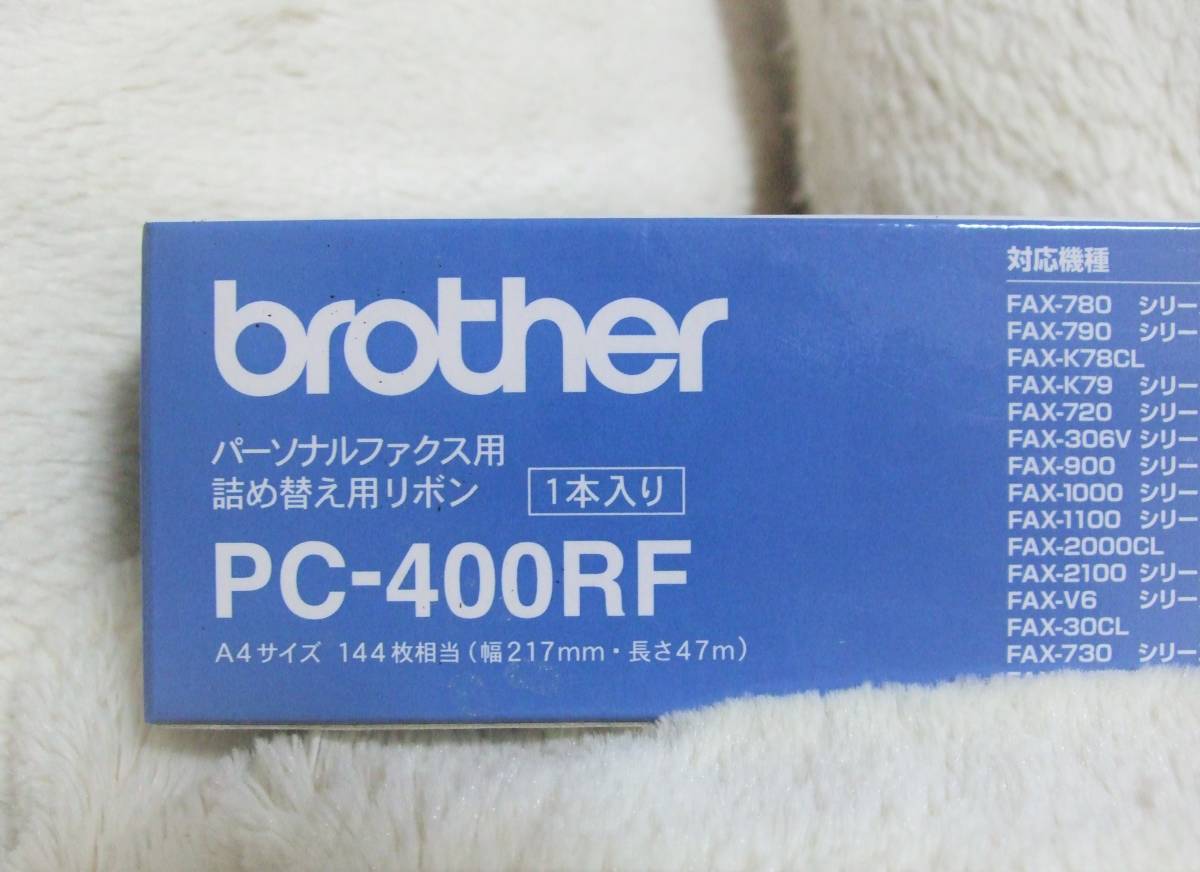 brother
パーソナルファクス用
詰め替え用リボン 1本入り
PC-400RF
A4サイズ 144枚相当(幅217mm・長さ47m)
対応機種
FAX-780 シリー
FAX-790 シリー
FAX-K78CL
FAX-K79 シリー
FAX-720 シリー
FAX-306V シリー
FAX-900 シリー
FAX-1000 シリー
FAX-1100 シリー
FAX-2000CL
FAX-2100 シリー
FAX-V6 シリー
FAX-30CL
FAX-730 シリー